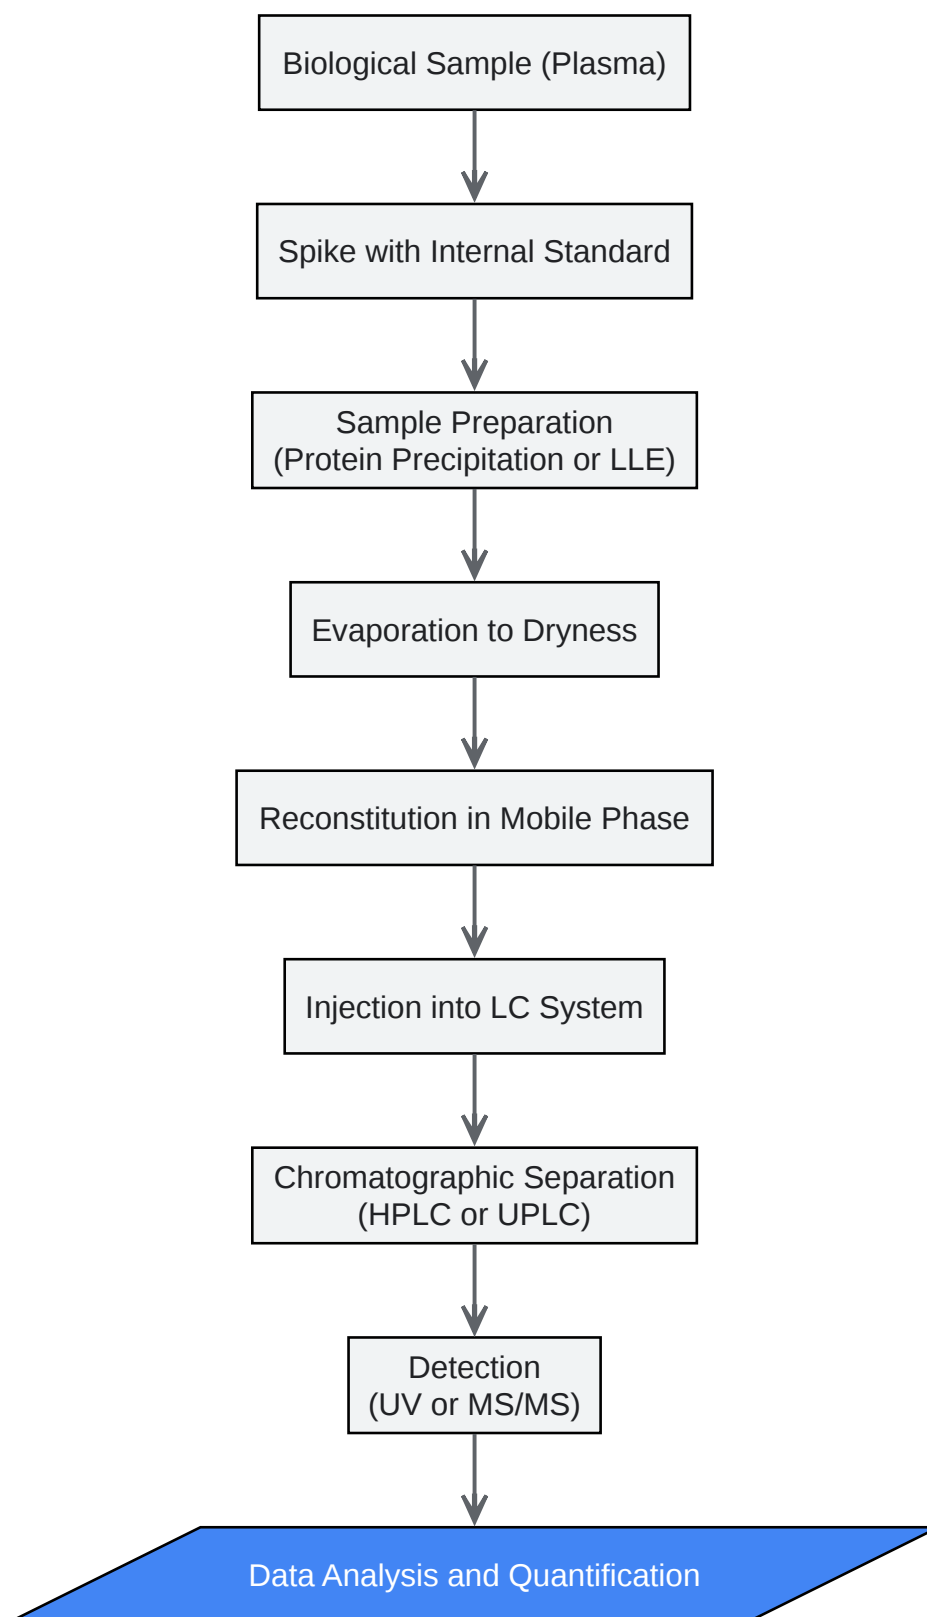 Biological Sample (Plasma)
Spike with Internal Standard
Sample Preparation
(Protein Precipitation or LLE)
Evaporation to Dryness
Reconstitution in Mobile Phase
Injection into LC System
Chromatographic Separation
(HPLC or UPLC)
Detection
(UV or MS/MS)
Data Analysis and Quantification